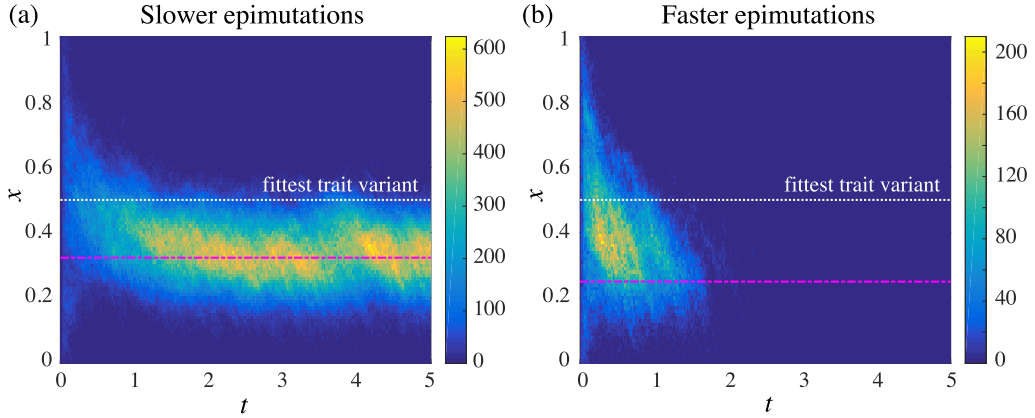 (a) Slower epimutations
1
0.8
0.6
x
0.4
0.2
0
fittest trait variant
0 1 2 3 4 5
t
600
500
400
300
200
100
0
(b) Faster epimutations
1
0.8
0.6
x
0.4
0.2
0
fittest trait variant
0 1 2 3 4 5
t
200
160
120
80
40
0